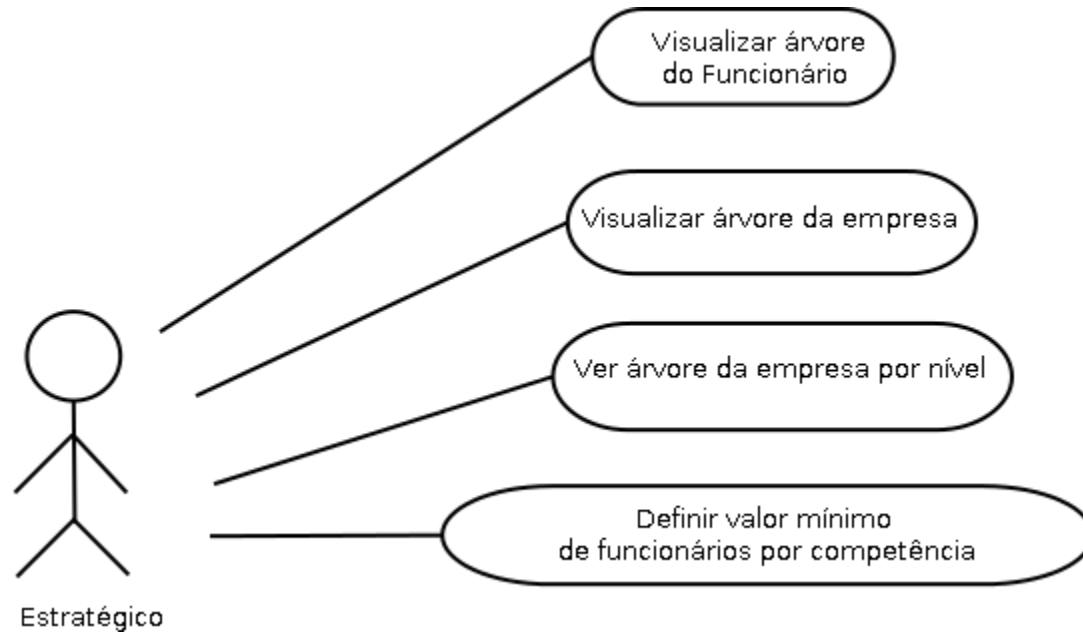 Visualizar árvore
do Funcionário
Visualizar árvore da empresa
Ver árvore da empresa por nível
Definir valor mínimo
de funcionários por competência
Estratégico